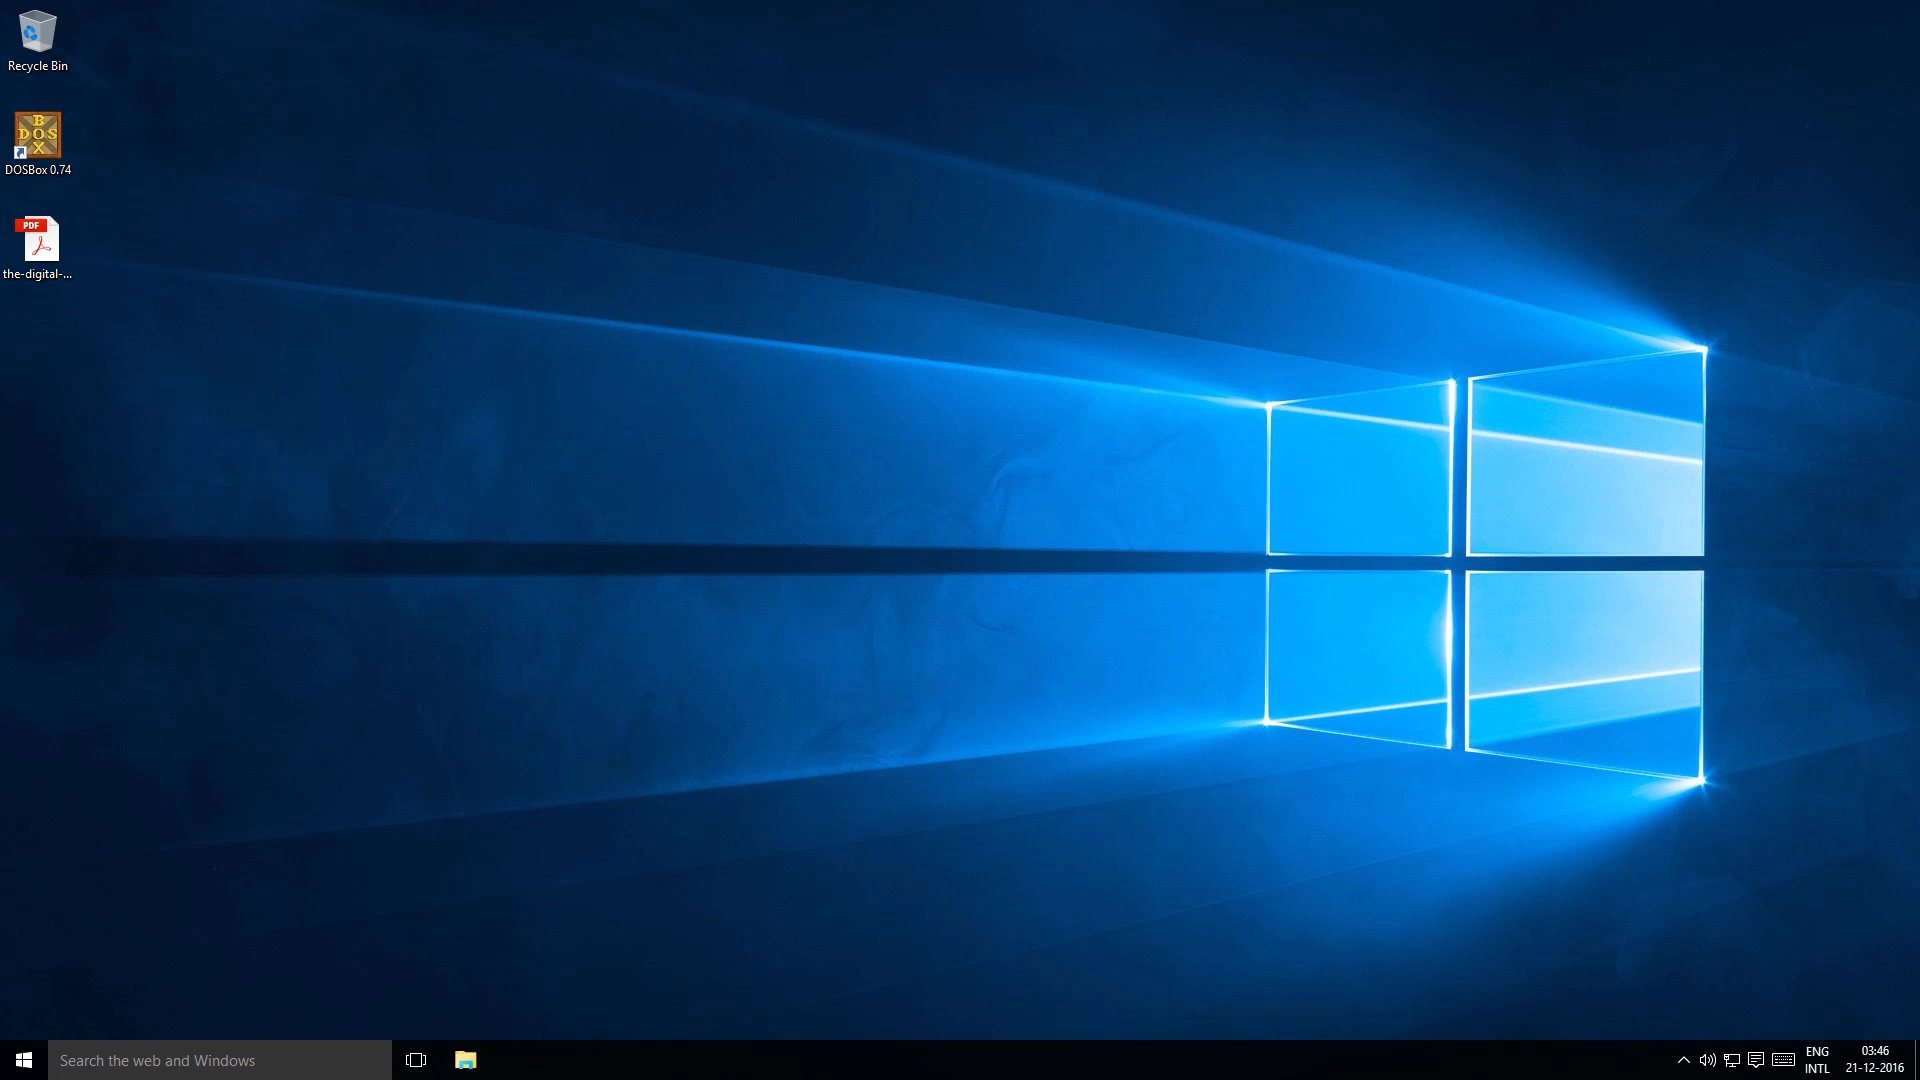 Recycle Bin
B
DOS
X
DOSBox 0.74
PDF
the-digital-...
Search the web and Windows
ENG
INTL
03:46
21-12-2016